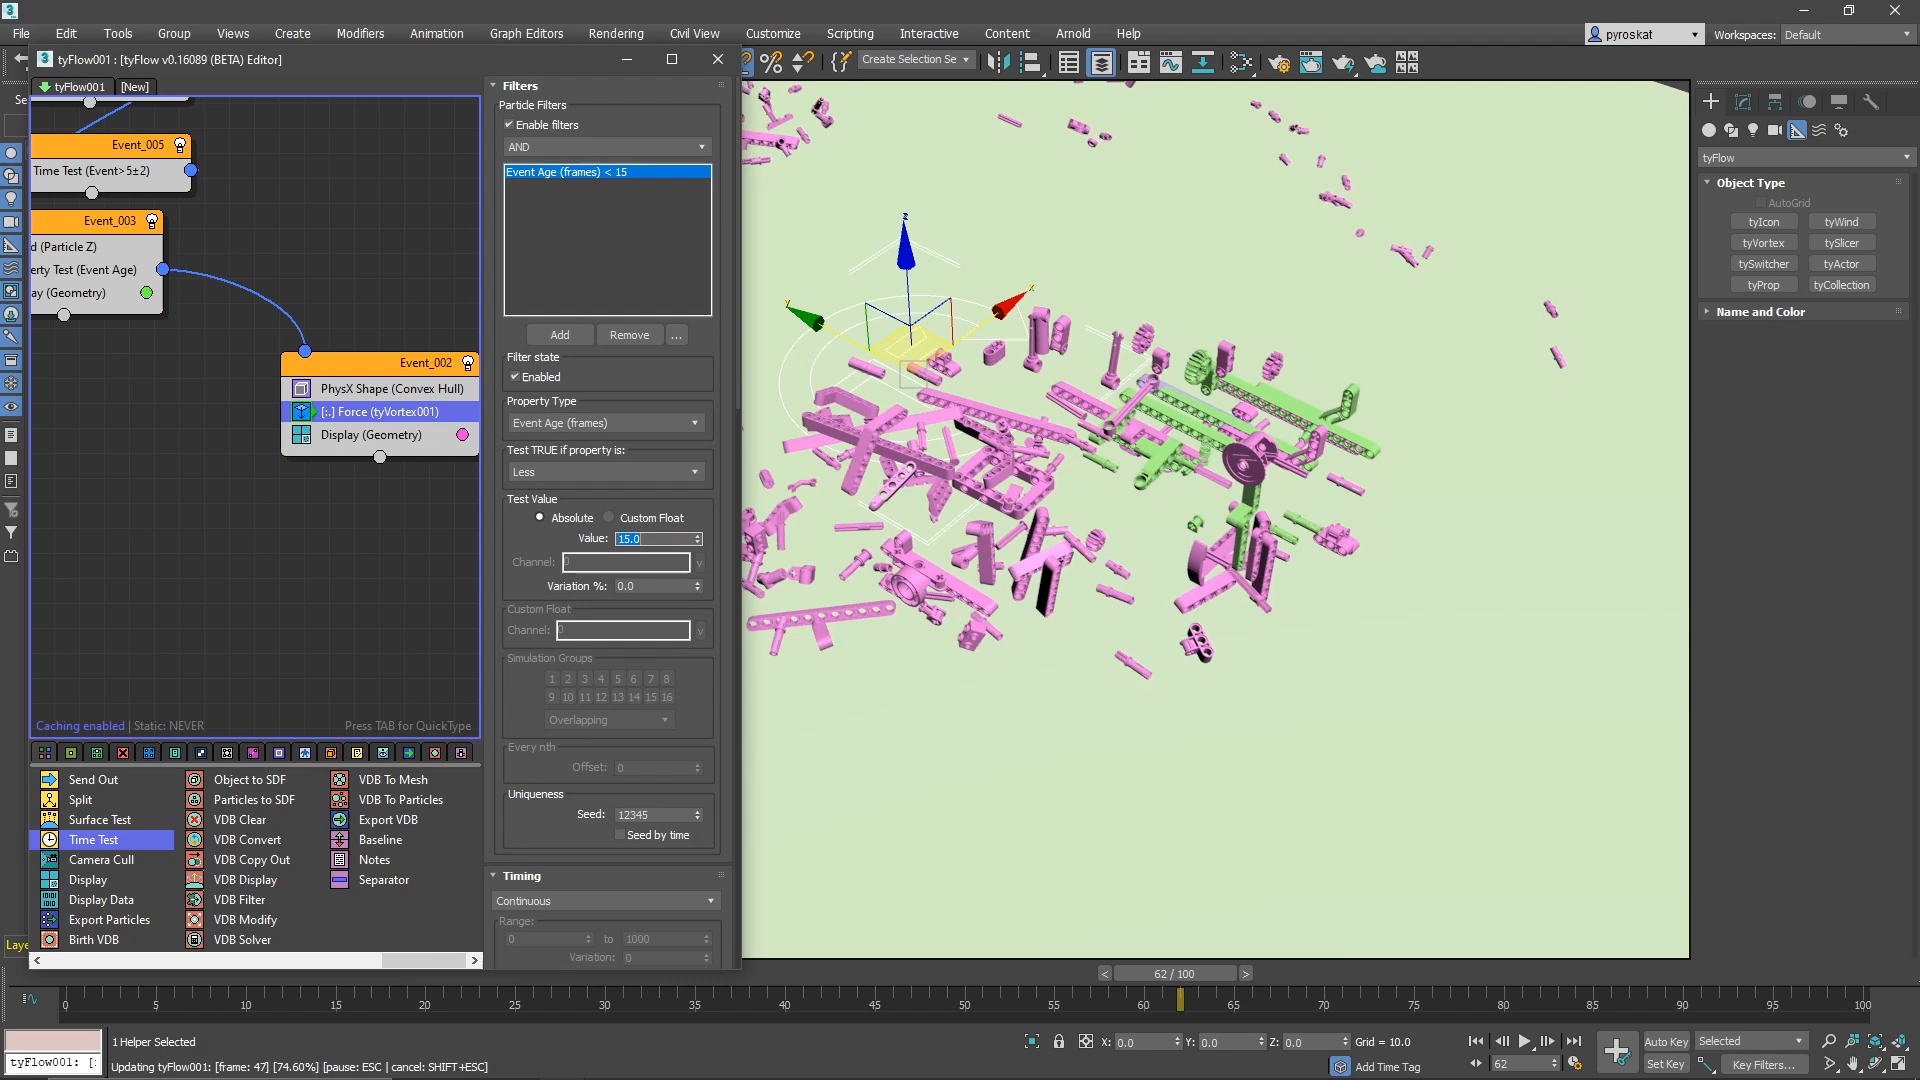 3
File Edit Tools Group Views Create Modifiers Animation Graph Editors Rendering Civil View Customize Scripting Interactive Content Arnold Help
pyroskat
Workspaces: Default
3 tyFlow001 : [tyFlow v0.16089 (BETA) Editor]
Create Selection Se
tyFlow001 [New]
Se
Event_005
Time Test (Event>5±2)
Event_003
d (Particle Z)
erty Test (Event Age)
ay (Geometry)
Event_002
PhysX Shape (Convex Hull)
[:.] Force (tyVortex001)
Display (Geometry)
Caching enabled | Static: NEVER
Press TAB for QuickType
Send Out
Split
Surface Test
Time Test
Camera Cull
Display
Display Data
Export Particles
Birth VDB
Object to SDF
Particles to SDF
VDB Clear
VDB Convert
VDB Copy Out
VDB Display
VDB Filter
VDB Modify
VDB Solver
VDB To Mesh
VDB To Particles
Export VDB
Baseline
Notes
Separator
Laye
Filters
Particle Filters
Enable filters
AND
Event Age (frames) < 15
Add Remove ...
Filter state
Enabled
Property Type
Event Age (frames)
Test TRUE if property is:
Less
Test Value
Absolute Custom Float
Value: 15.0
Channel: 0 v
Variation %: 0.0
Custom Float
Channel: 0 v
Simulation Groups
1 2 3 4 5 6 7 8
9 10 11 12 13 14 15 16
Overlapping
Every nth
Offset: 0
Uniqueness
Seed: 12345
Seed by time
Timing
Continuous
Range:
0 to 1000
Variation: 0
z
y
x
tyFlow
Object Type
AutoGrid
tyIcon tyWind
tyVortex tySlicer
tySwitcher tyActor
tyProp tyCollection
Name and Color
< 62 / 100 >
0 5 10 15 20 25 30 35 40 45 50 55 60 65 70 75 80 85 90 95 100
1 Helper Selected
X: 0.0 Y: 0.0 Z: 0.0 Grid = 10.0
Auto Key Selected
tyFlow001: [:
Updating tyFlow001: [frame: 47] [74.60%] [pause: ESC | cancel: SHIFT+ESC]
Add Time Tag
62
Set Key Key Filters...